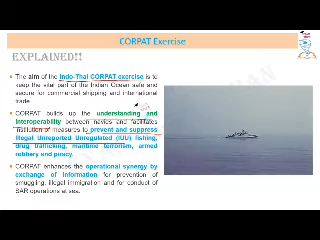 CORPAT Exercise
EXPLAINED!!
The aim of the Indo-Thai CORPAT exercise is to
keep the vital part of the Indian Ocean safe and
secure for commercial shipping and international
trade
CORPAT builds up the understanding and
interoperability between navies and facilitates
institution of measures to prevent and suppress
Illegal Unreported Unregulated (IUU) fishing,
drug trafficking, maritime terrorism, armed
robbery and piracy.
CORPAT enhances the operational synergy by
exchange of information for prevention of
smuggling, illegal immigration and for conduct of
SAR operations at sea.